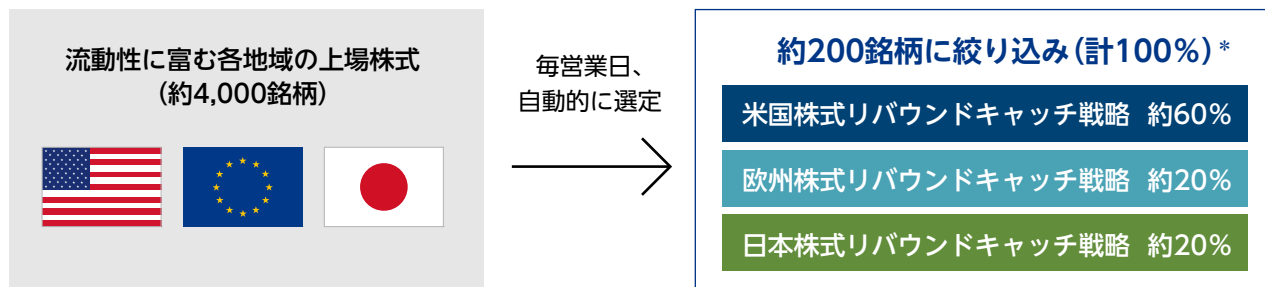 流動性に富む各地域の上場株式
（約4,000銘柄）
毎営業日、
自動的に選定
約200銘柄に絞り込み（計100%）*
米国株式リバウンドキャッチ戦略 約60%
欧州株式リバウンドキャッチ戦略 約20%
日本株式リバウンドキャッチ戦略 約20%